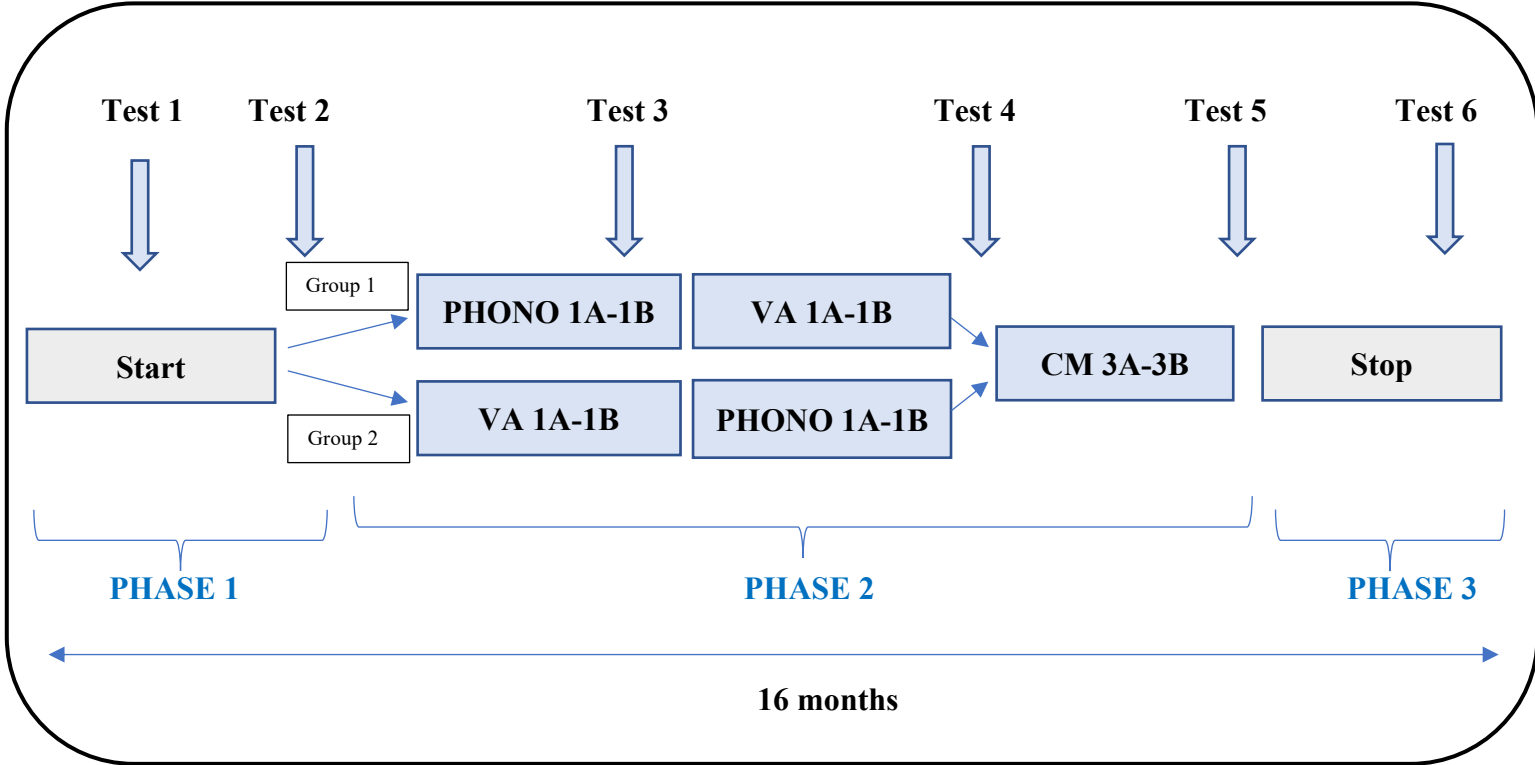 Test 1 Test 2 Test 3 Test 4 Test 5 Test 6
Group 1
PHONO 1A-1B VA 1A-1B
Start CM 3A-3B Stop
VA 1A-1B PHONO 1A-1B
Group 2
PHASE 1 PHASE 2 PHASE 3
16 months